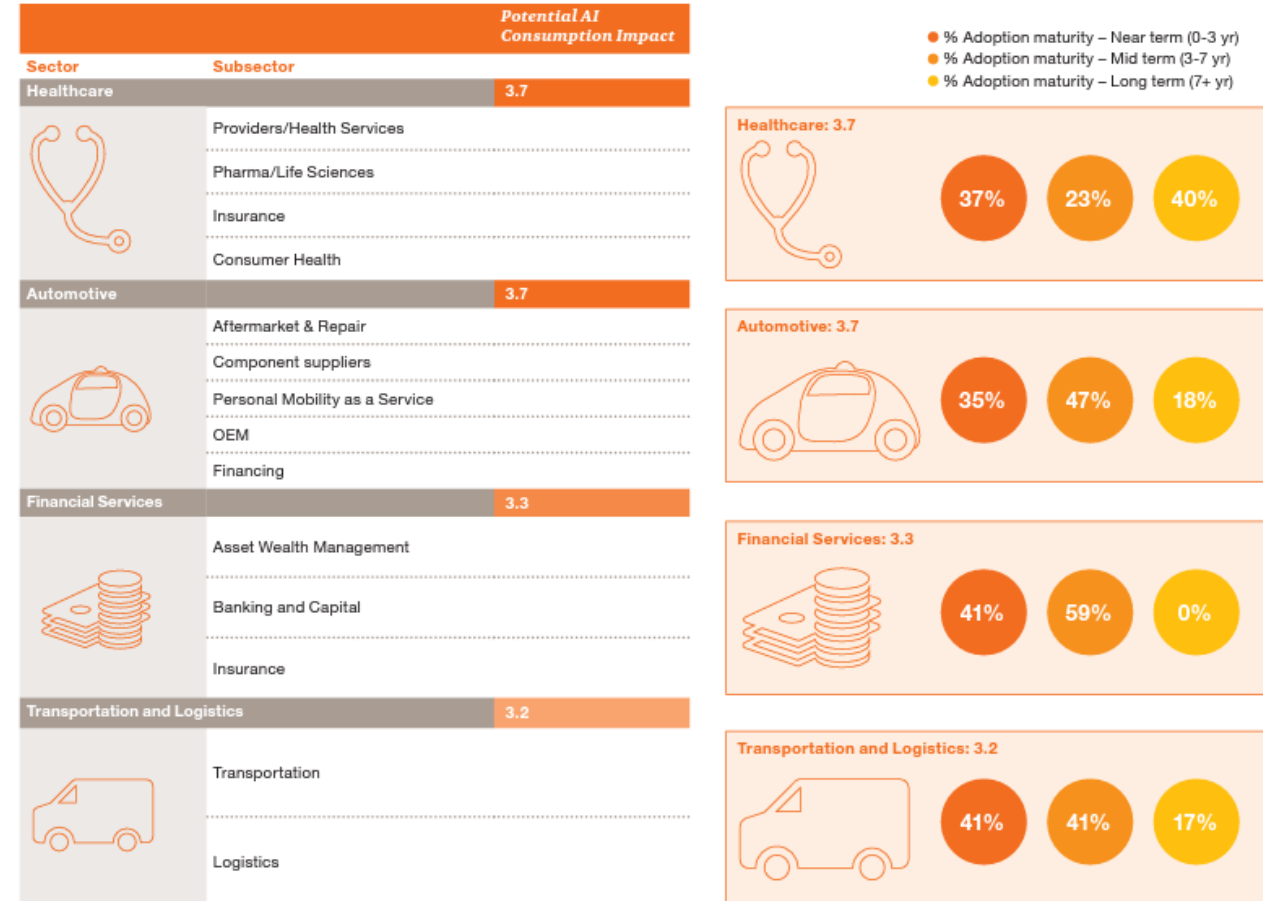 Potential AI
Consumption Impact
Sector Subsector
Healthcare 3.7
Providers/Health Services
Pharma/Life Sciences
Insurance
Consumer Health
Automotive 3.7
Aftermarket & Repair
Component suppliers
Personal Mobility as a Service
OEM
Financing
Financial Services 3.3
Asset Wealth Management
Banking and Capital
Insurance
Transportation and Logistics 3.2
Transportation
Logistics
% Adoption maturity – Near term (0-3 yr)
% Adoption maturity – Mid term (3-7 yr)
% Adoption maturity – Long term (7+ yr)
Healthcare: 3.7
37% 23% 40%
Automotive: 3.7
35% 47% 18%
Financial Services: 3.3
41% 59% 0%
Transportation and Logistics: 3.2
41% 41% 17%